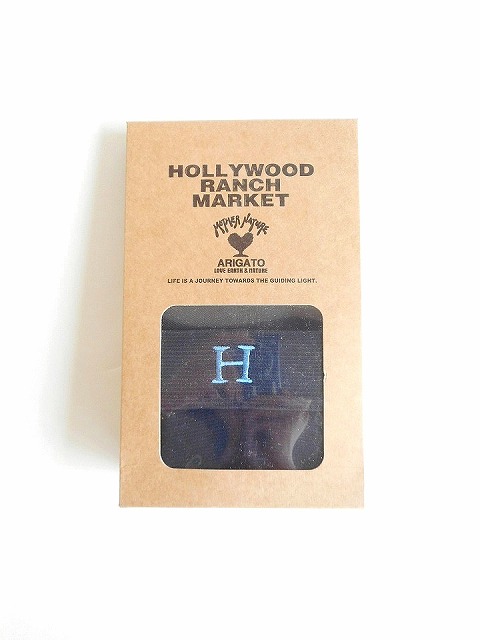 HOLLYWOOD
RANCH
MARKET
MOTHER NATURE
ARIGATO
LOVE EARTH & NATURE
LIFE IS A JOURNEY TOWARDS THE GUIDING LIGHT.
H